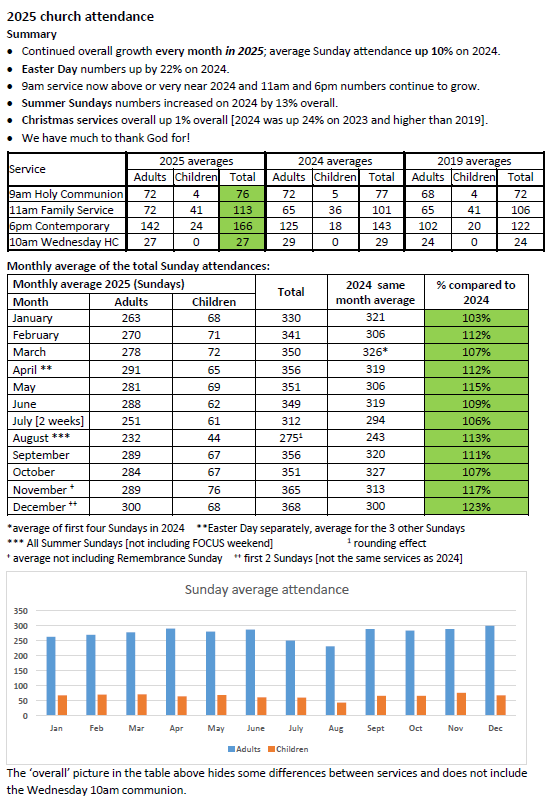 2025 church attendance
Summary
• Continued overall growth every month in 2025; average Sunday attendance up 10% on 2024.
• Easter Day numbers up by 22% on 2024.
• 9am service now above or very near 2024 and 11am and 6pm numbers continue to grow.
• Summer Sundays numbers increased on 2024 by 13% overall.
• Christmas services overall up 1% overall [2024 was up 24% on 2023 and higher than 2019].
• We have much to thank God for!
Service 2025 averages 2024 averages 2019 averages
Adults Children Total Adults Children Total Adults Children Total
9am Holy Communion 72 4 76 72 5 77 68 4 72
11am Family Service 72 41 113 65 36 101 65 41 106
6pm Contemporary 142 24 166 125 18 143 102 20 122
10am Wednesday HC 27 0 27 29 0 29 24 0 24
Monthly average of the total Sunday attendances:
Monthly average 2025 (Sundays) Total 2024 same month average % compared to 2024
Month Adults Children
January 263 68 330 321 103%
February 270 71 341 306 112%
March 278 72 350 326* 107%
April ** 291 65 356 319 112%
May 281 69 351 306 115%
June 288 62 349 319 109%
July [2 weeks] 251 61 312 294 106%
August *** 232 44 275¹ 243 113%
September 289 67 356 320 111%
October 284 67 351 327 107%
November ⁺ 289 76 365 313 117%
December ⁺⁺ 300 68 368 300 123%
*average of first four Sundays in 2024 **Easter Day separately, average for the 3 other Sundays
*** All Summer Sundays [not including FOCUS weekend] ¹ rounding effect
⁺ average not including Remembrance Sunday ⁺⁺ first 2 Sundays [not the same services as 2024]
Sunday average attendance
350
300
250
200
150
100
50
0
Jan Feb Mar Apr May Jun July Aug Sept Oct Nov Dec
Adults Children
The 'overall' picture in the table above hides some differences between services and does not include
the Wednesday 10am communion.